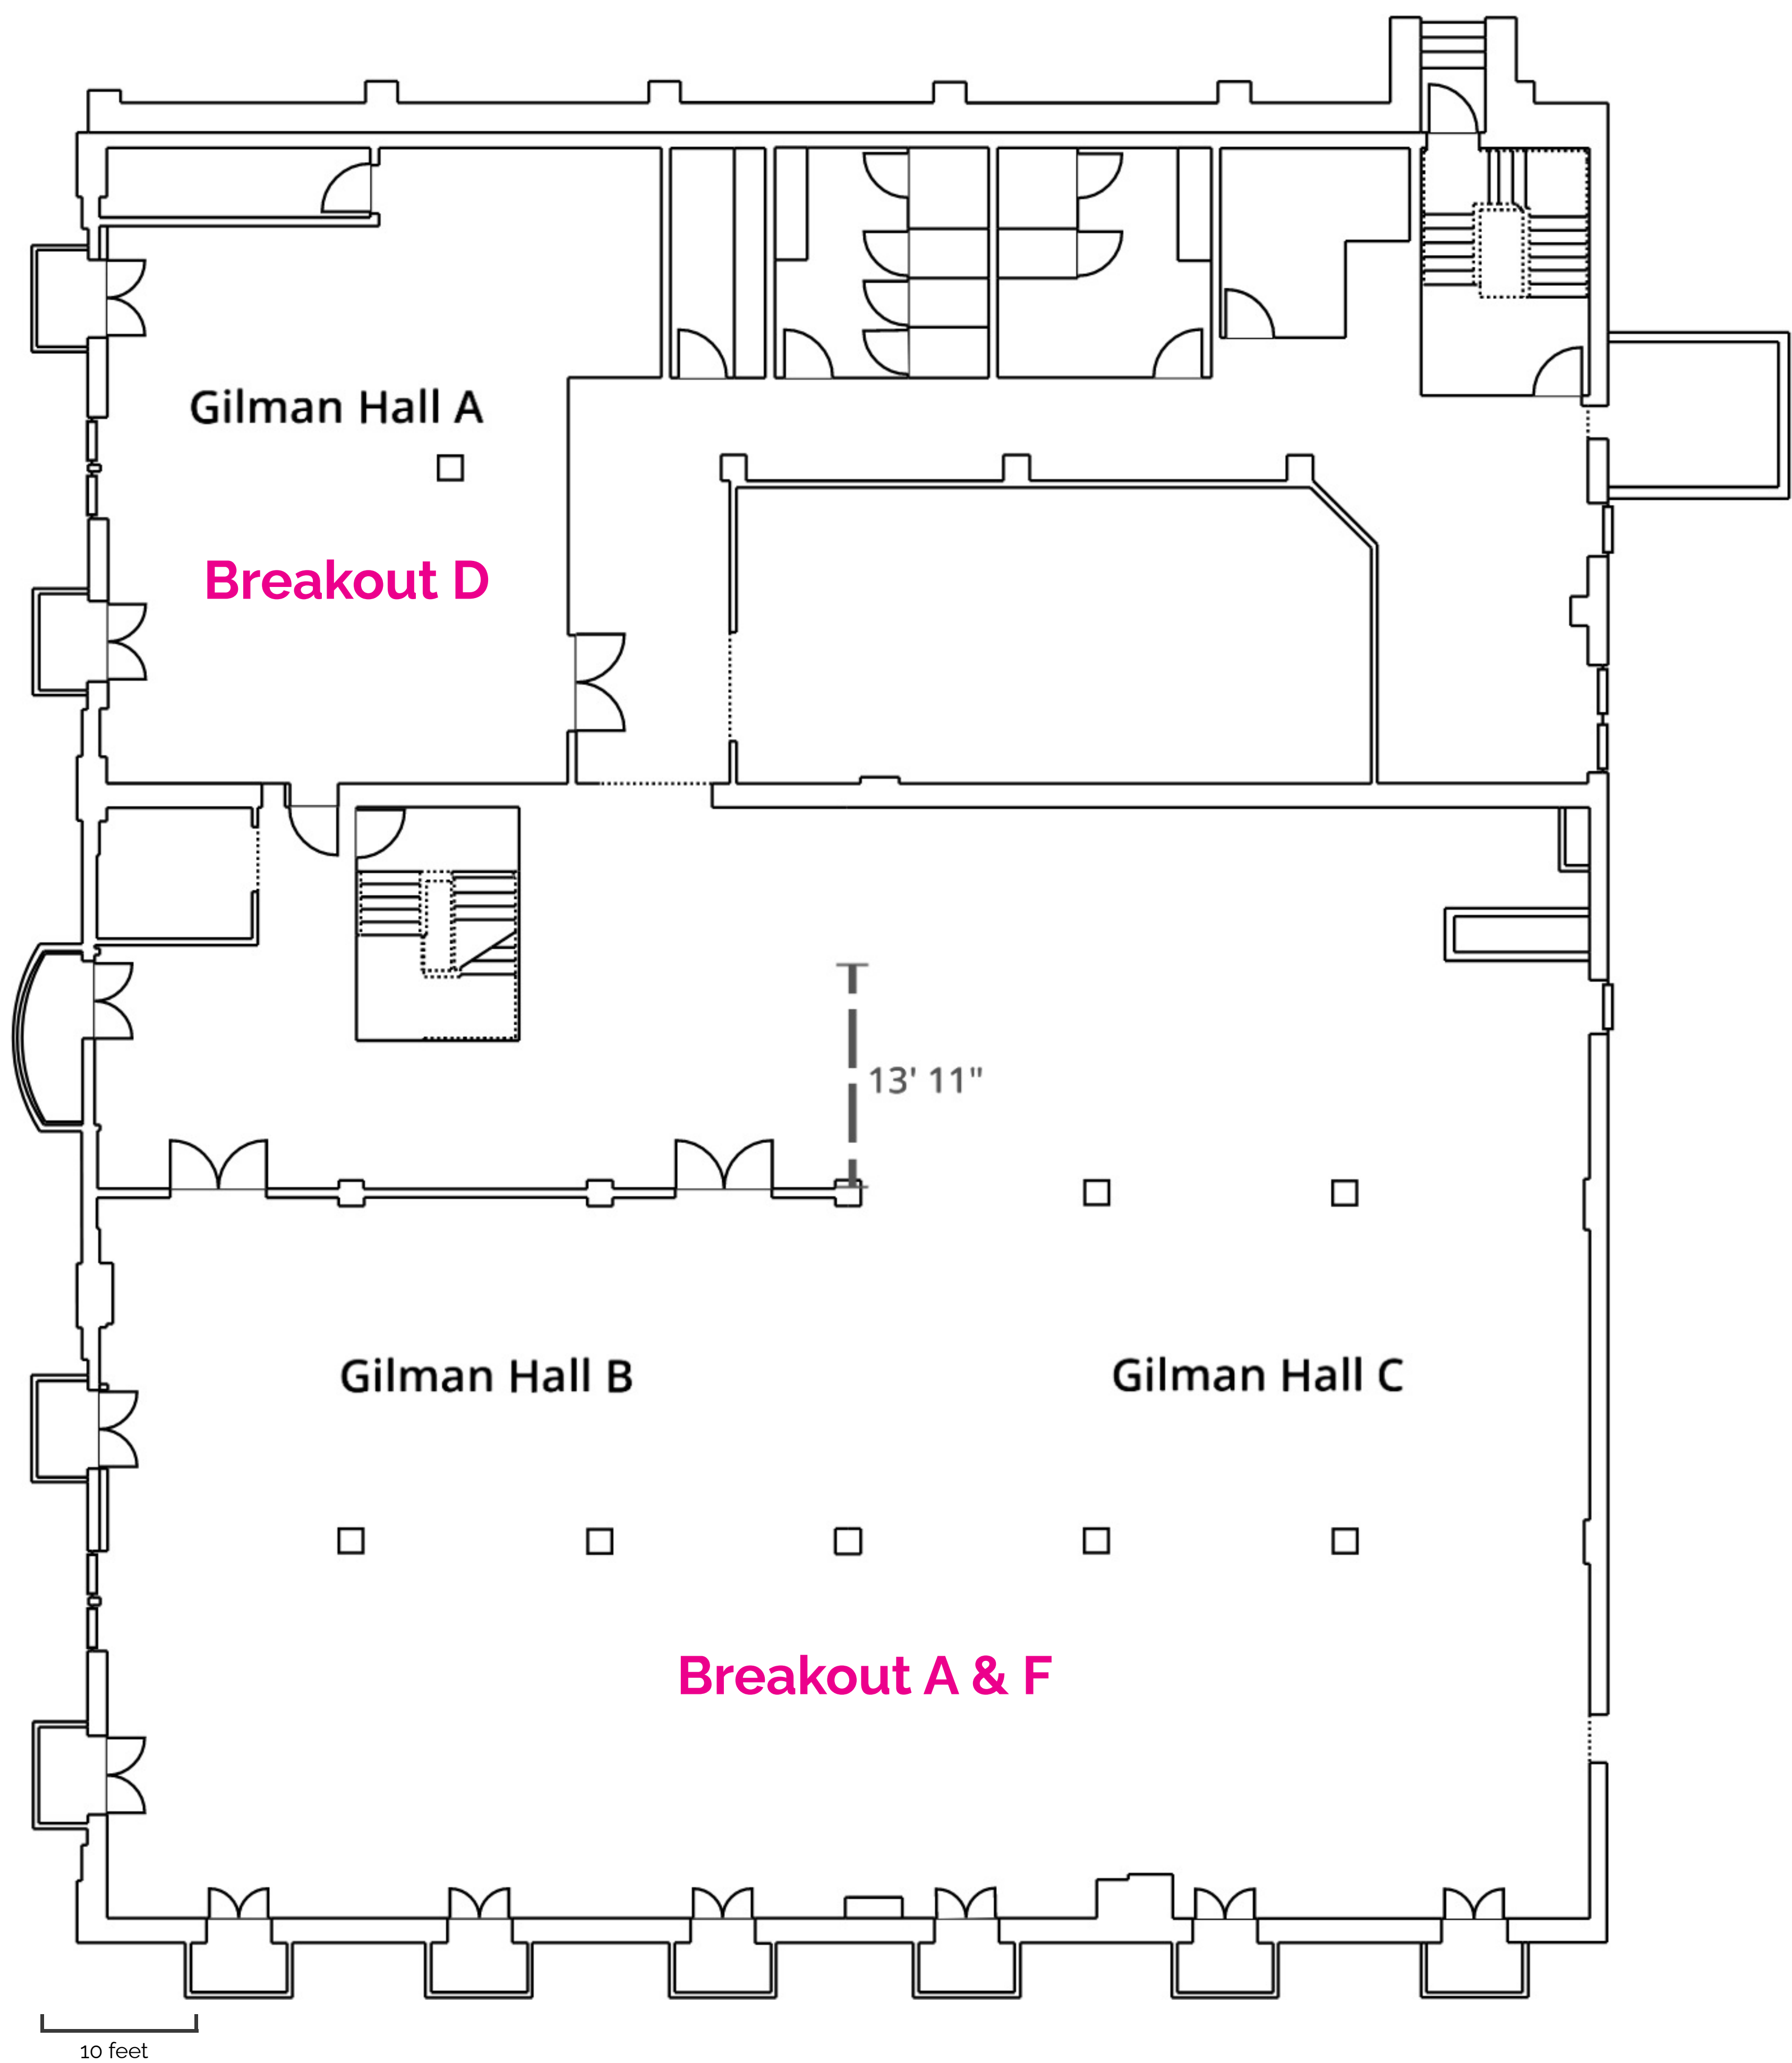 Gilman Hall A
Breakout D
13' 11"
Gilman Hall B
Gilman Hall C
Breakout A & F
10 feet